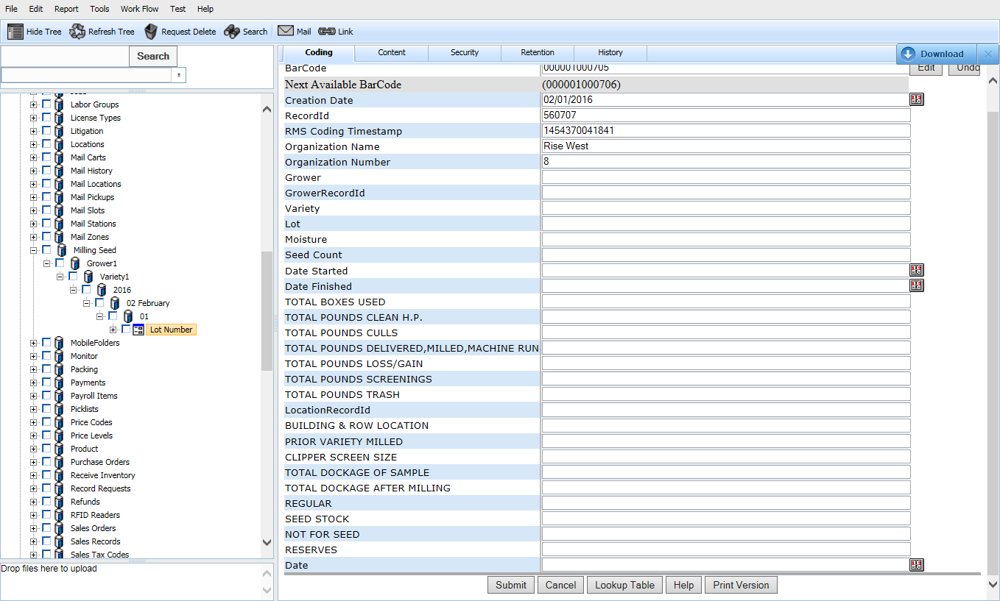 File Edit Report Tools Work Flow Test Help
Hide Tree Refresh Tree Request Delete Search Mail Link
Search
Labor Groups
License Types
Litigation
Locations
Mail Carts
Mail History
Mail Locations
Mail Pickups
Mail Slots
Mail Stations
Mail Zones
Milling Seed
Grower1
Variety1
2016
02 February
01
Lot Number
MobileFolders
Monitor
Packing
Payments
Payroll Items
Picklists
Price Codes
Price Levels
Product
Purchase Orders
Receive Inventory
Record Requests
Refunds
RFID Readers
Sales Orders
Sales Records
Sales Tax Codes
Drop files here to upload
Coding Content Security Retention History Download
BarCode 000001000705 Edit Undo
Next Available BarCode (000001000706)
Creation Date 02/01/2016
RecordId 560707
RMS Coding Timestamp 1454370041841
Organization Name Rise West
Organization Number 8
Grower
GrowerRecordId
Variety
Lot
Moisture
Seed Count
Date Started
Date Finished
TOTAL BOXES USED
TOTAL POUNDS CLEAN H.P.
TOTAL POUNDS CULLS
TOTAL POUNDS DELIVERED,MILLED,MACHINE RUN
TOTAL POUNDS LOSS/GAIN
TOTAL POUNDS SCREENINGS
TOTAL POUNDS TRASH
LocationRecordId
BUILDING & ROW LOCATION
PRIOR VARIETY MILLED
CLIPPER SCREEN SIZE
TOTAL DOCKAGE OF SAMPLE
TOTAL DOCKAGE AFTER MILLING
REGULAR
SEED STOCK
NOT FOR SEED
RESERVES
Date
Submit Cancel Lookup Table Help Print Version